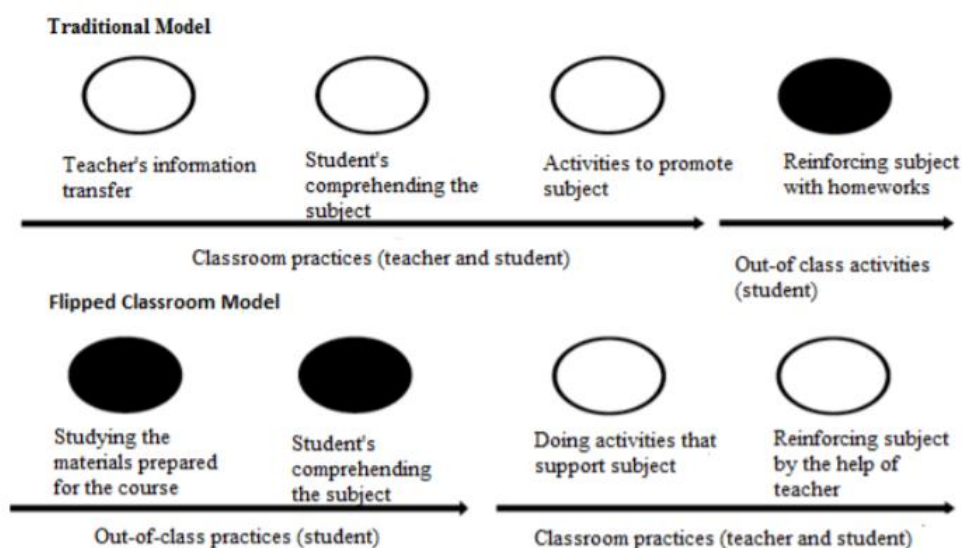 Traditional Model
Teacher's information
transfer
Student's
comprehending the
subject
Activities to promote
subject
Reinforcing subject
with homeworks
Classroom practices (teacher and student)
Out-of class activities
(student)
Flipped Classroom Model
Studying the
materials prepared
for the course
Student's
comprehending
the subject
Doing activities that
support subject
Reinforcing subject
by the help of
teacher
Out-of-class practices (student)
Classroom practices (teacher and student)